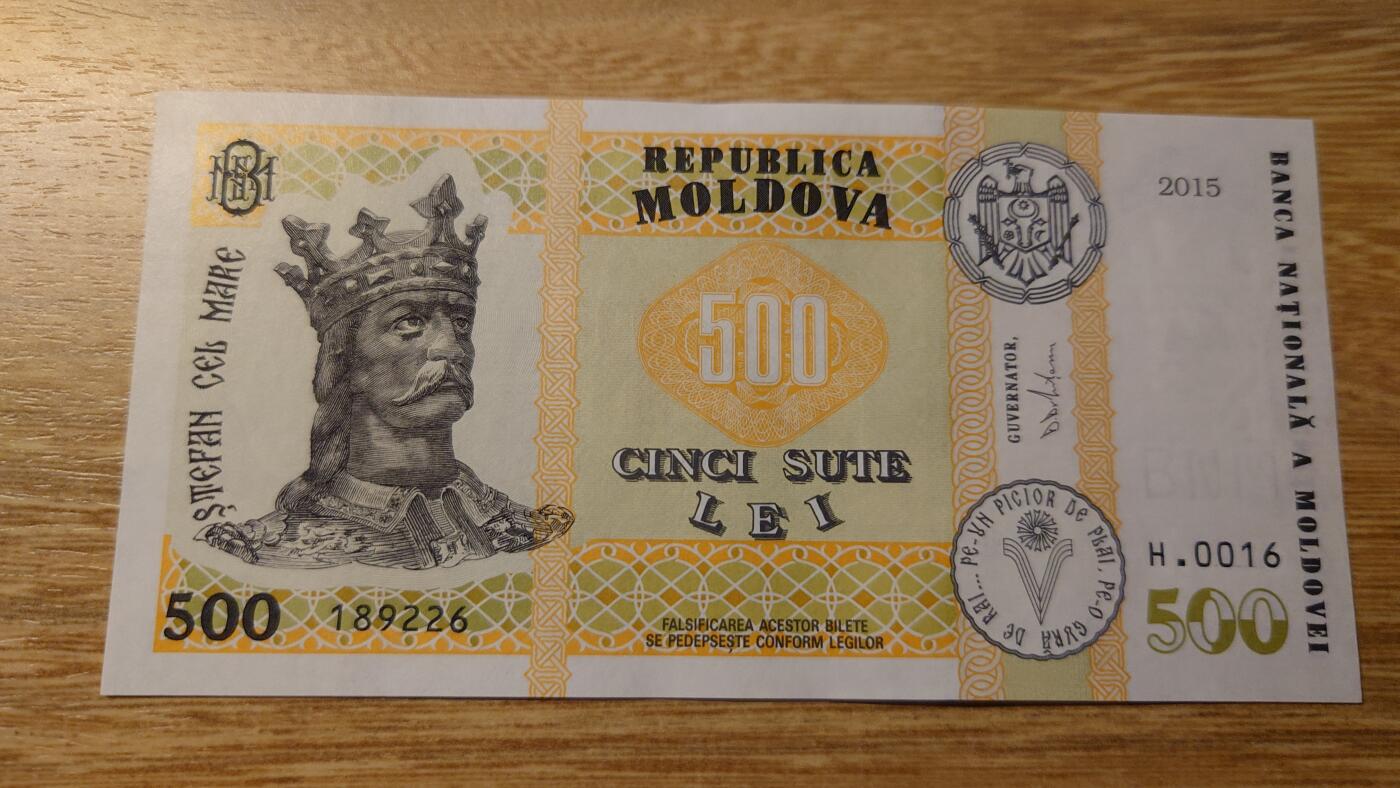 BNM
ȘTEFAN CEL MARE
500
189226
REPUBLICA
MOLDOVA
500
CINCI SUTE
LEI
FALSIFICAREA ACESTOR BILETE
SE PEDEPSEȘTE CONFORM LEGILOR
GUVERNATOR,
PE-UN PICIOR DE PLAI, PE-O GURĂ DE RAI...
2015
H.0016
500
BANCA NAȚIONALĂ A MOLDOVEI